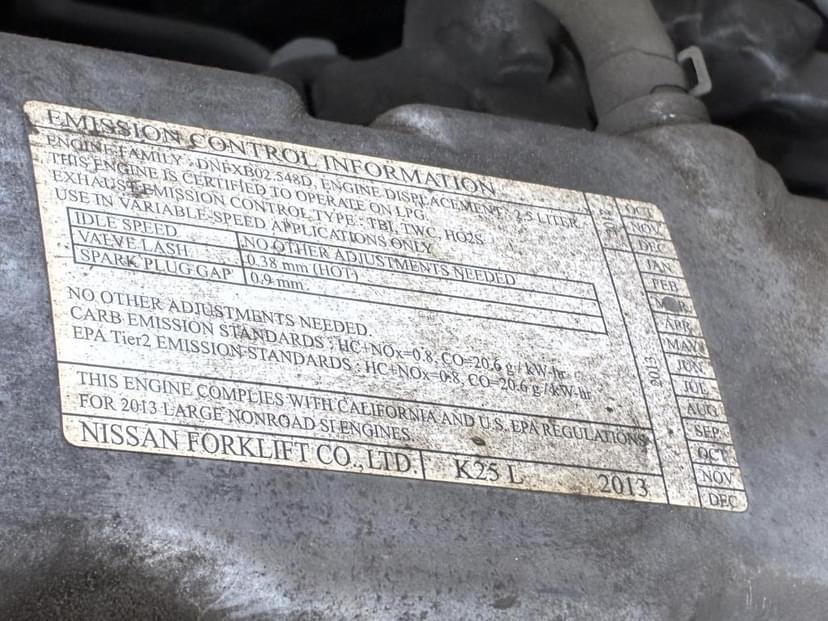 EMISSION CONTROL INFORMATION
ENGINE FAMILY : DNFXB02.548D, ENGINE DISPLACEMENT : 2.5 LITER.
THIS ENGINE IS CERTIFIED TO OPERATE ON LPG.
EXHAUST EMISSION CONTROL TYPE : TBI, TWC, HO2S
USE IN VARIABLE-SPEED APPLICATIONS ONLY
IDLE SPEED NO OTHER ADJUSTMENTS NEEDED
VALVE LASH 0.38 mm (HOT)
SPARK PLUG GAP 0.9 mm
NO OTHER ADJUSTMENTS NEEDED.
CARB EMISSION STANDARDS : HC+NOx=0.8, CO=20.6 g / kW-hr
EPA Tier2 EMISSION STANDARDS : HC+NOx=0.8, CO=20.6 g /kW-hr
THIS ENGINE COMPLIES WITH CALIFORNIA AND U.S. EPA REGULATIONS
FOR 2013 LARGE NONROAD SI ENGINES.
NISSAN FORKLIFT CO., LTD. K25 L 2013
OCT
NOV
DEC
2013
JAN
FEB
APR
MAY
JUN
JUL
AUG
SEP
OCT
NOV
DEC